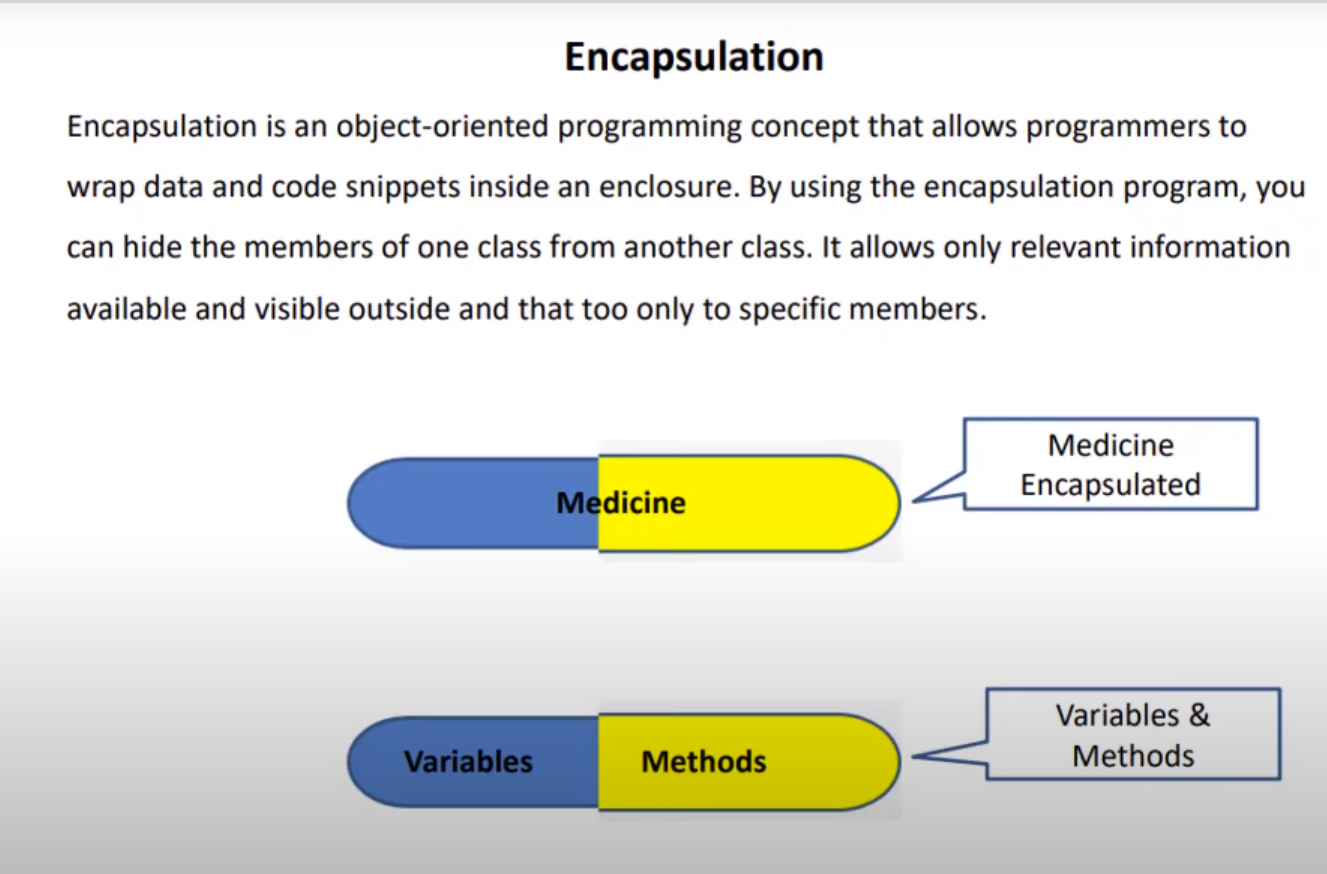 Encapsulation
Encapsulation is an object-oriented programming concept that allows programmers to
wrap data and code snippets inside an enclosure. By using the encapsulation program, you
can hide the members of one class from another class. It allows only relevant information
available and visible outside and that too only to specific members.
Medicine
Medicine
Encapsulated
Variables
Methods
Variables &
Methods